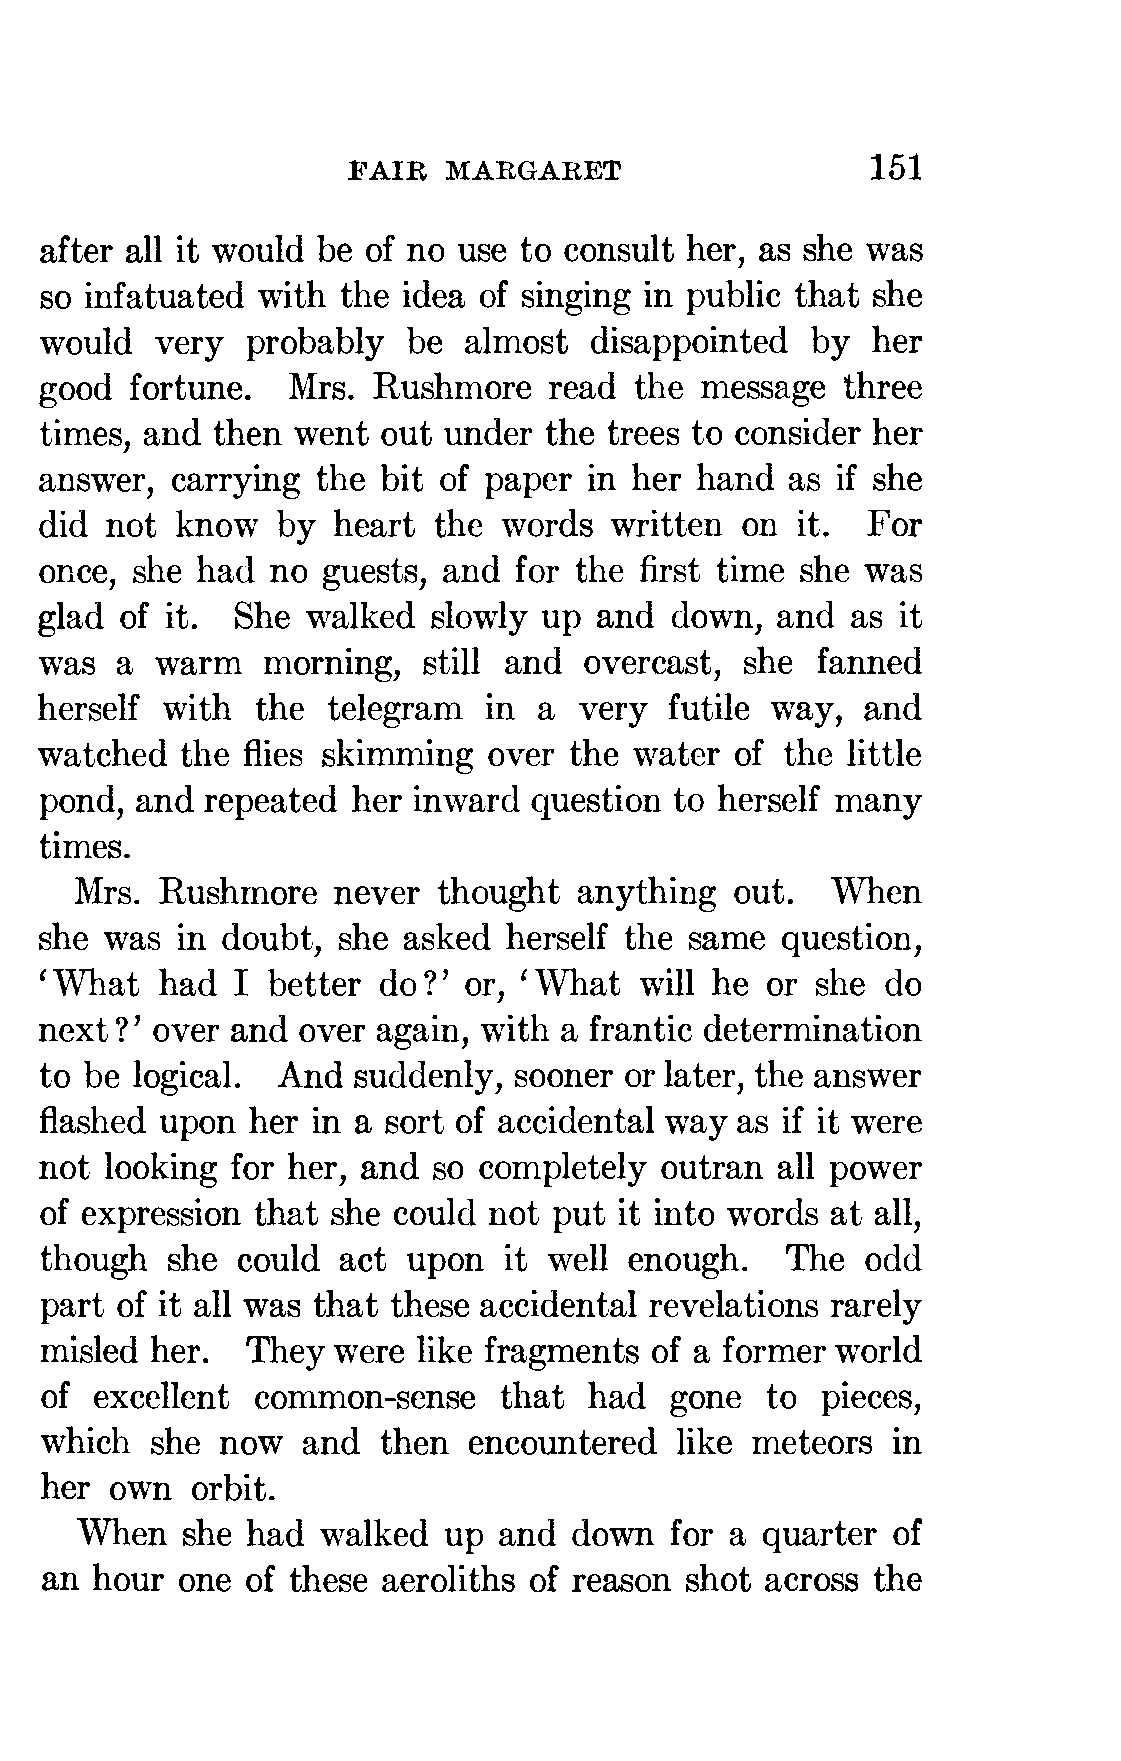 FAIR MARGARET 151
after all it would be of no use to consult her, as she was
so infatuated with the idea of singing in public that she
would very probably be almost disappointed by her
good fortune. Mrs. Rushmore read the message three
times, and then went out under the trees to consider her
answer, carrying the bit of paper in her hand as if she
did not know by heart the words written on it. For
once, she had no guests, and for the first time she was
glad of it. She walked slowly up and down, and as it
was a warm morning, still and overcast, she fanned
herself with the telegram in a very futile way, and
watched the flies skimming over the water of the little
pond, and repeated her inward question to herself many
times.
Mrs. Rushmore never thought anything out. When
she was in doubt, she asked herself the same question,
‘What had I better do?’ or, ‘What will he or she do
next?’ over and over again, with a frantic determination
to be logical. And suddenly, sooner or later, the answer
flashed upon her in a sort of accidental way as if it were
not looking for her, and so completely outran all power
of expression that she could not put it into words at all,
though she could act upon it well enough. The odd
part of it all was that these accidental revelations rarely
misled her. They were like fragments of a former world
of excellent common-sense that had gone to pieces,
which she now and then encountered like meteors in
her own orbit.
When she had walked up and down for a quarter of
an hour one of these aeroliths of reason shot across the